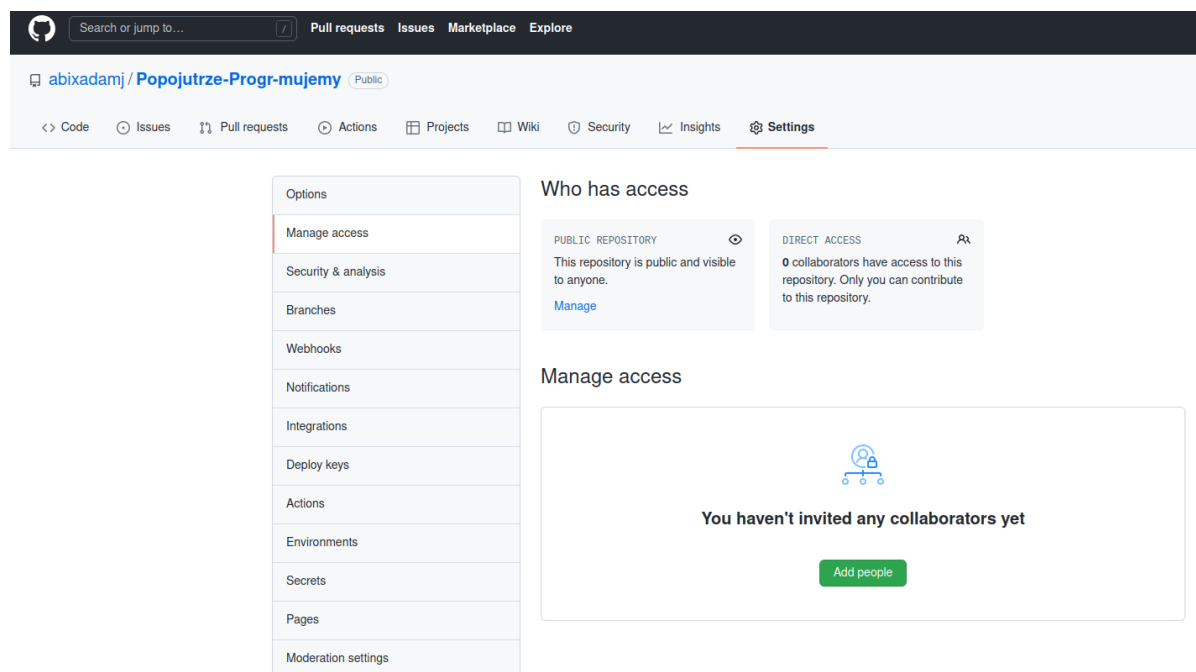 Search or jump to… /
Pull requests Issues Marketplace Explore
abixadamj / Popojutrze-Progr-mujemy Public
Code Issues Pull requests Actions Projects Wiki Security Insights Settings
Options
Manage access
Security & analysis
Branches
Webhooks
Notifications
Integrations
Deploy keys
Actions
Environments
Secrets
Pages
Moderation settings
Who has access
PUBLIC REPOSITORY
This repository is public and visible
to anyone.
Manage
DIRECT ACCESS
0 collaborators have access to this
repository. Only you can contribute
to this repository.
Manage access
You haven't invited any collaborators yet
Add people